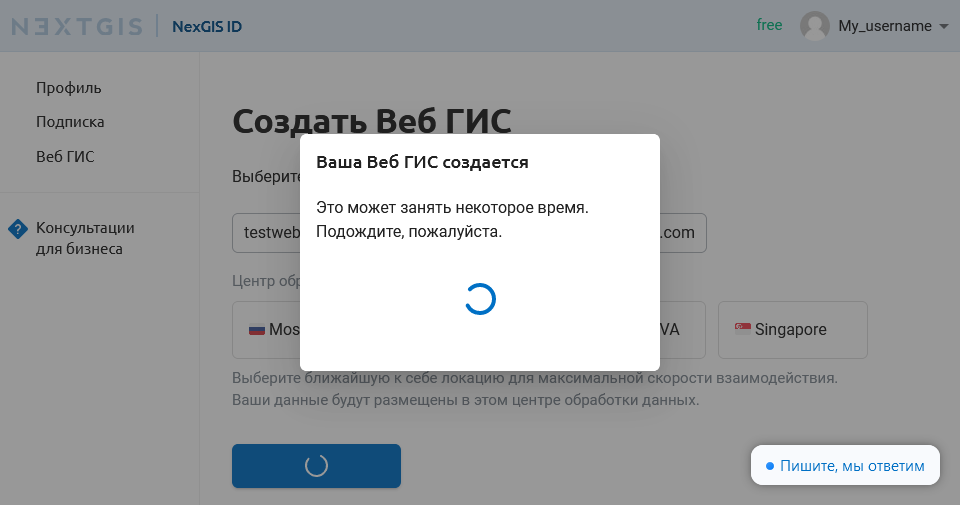 NEXTGIS NexGIS ID free My_username
Профиль
Подписка
Веб ГИС
Консультации
для бизнеса
Создать Веб ГИС
Выберите
testweb .com
Центр обр
Mos VA Singapore
Выберите ближайшую к себе локацию для максимальной скорости взаимодействия.
Ваши данные будут размещены в этом центре обработки данных.
Ваша Веб ГИС создается
Это может занять некоторое время.
Подождите, пожалуйста.
Пишите, мы ответим